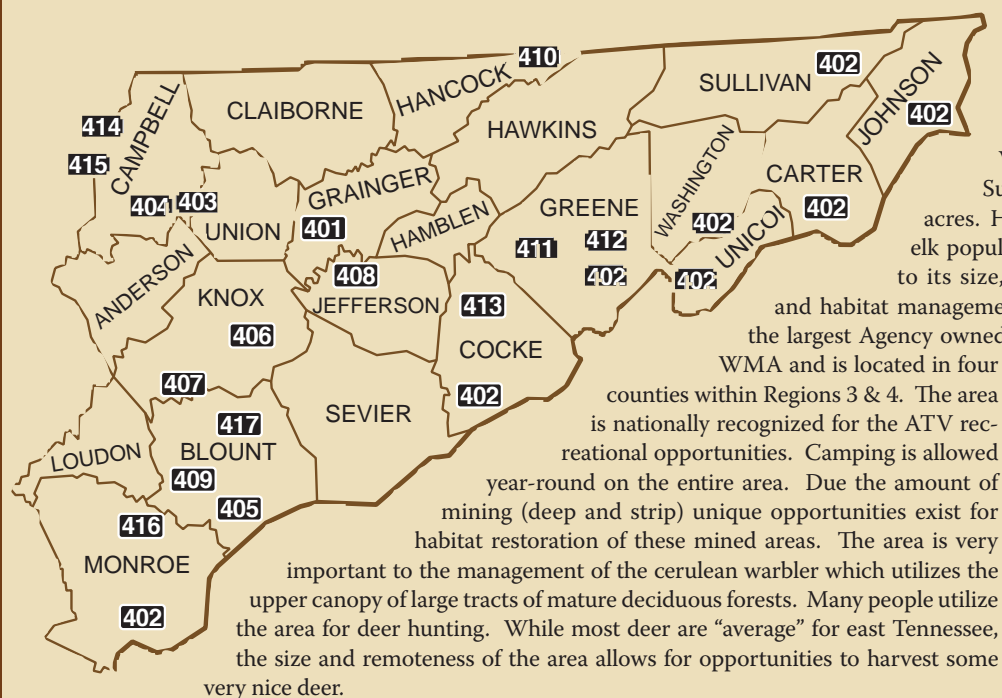 410
HANCOCK
SULLIVAN
402
JOHNSON
402
CLAIBORNE
414
CAMPBELL
HAWKINS
415
GRAINGER
WASHINGTON
CARTER
404
403
UNION
401
HAMBLEN
GREENE
402
402
UNICOI
411
412
402
402
ANDERSON
KNOX
408
JEFFERSON
413
406
COCKE
407
402
417
SEVIER
LOUDON
BLOUNT
409
405
416
MONROE
402
acres. H
to its size,
and habitat
the largest Agency owned
WMA and is located in four
counties within Regions 3 & 4. The area
is nationally recognized for the ATV rec-
reational opportunities. Camping is allowed
year-round on the entire area. Due the amount of
mining (deep and strip) unique opportunities exist for
habitat restoration of these mined areas. The area is very
important to the management of the cerulean warbler which utilizes the
upper canopy of large tracts of mature deciduous forests. Many people utilize
the area for deer hunting. While most deer are “average” for east Tennessee,
the size and remoteness of the area allows for opportunities to harvest some
very nice deer.